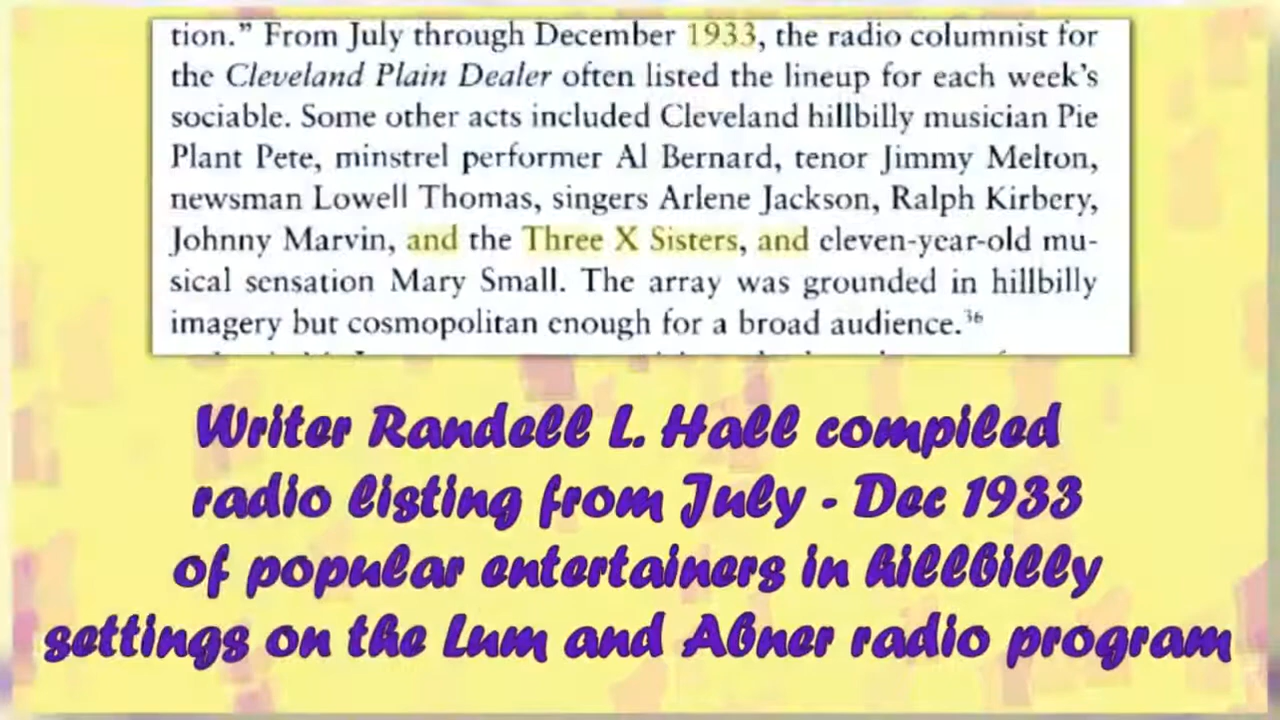 tion.” From July through December 1933, the radio columnist for
the Cleveland Plain Dealer often listed the lineup for each week’s
sociable. Some other acts included Cleveland hillbilly musician Pie
Plant Pete, minstrel performer Al Bernard, tenor Jimmy Melton,
newsman Lowell Thomas, singers Arlene Jackson, Ralph Kirbery,
Johnny Marvin, and the Three X Sisters, and eleven-year-old mu-
sical sensation Mary Small. The array was grounded in hillbilly
imagery but cosmopolitan enough for a broad audience.³⁶
Writer Randell L. Hall compiled
radio listing from July - Dec 1933
of popular entertainers in hillbilly
settings on the Lum and Abner radio program